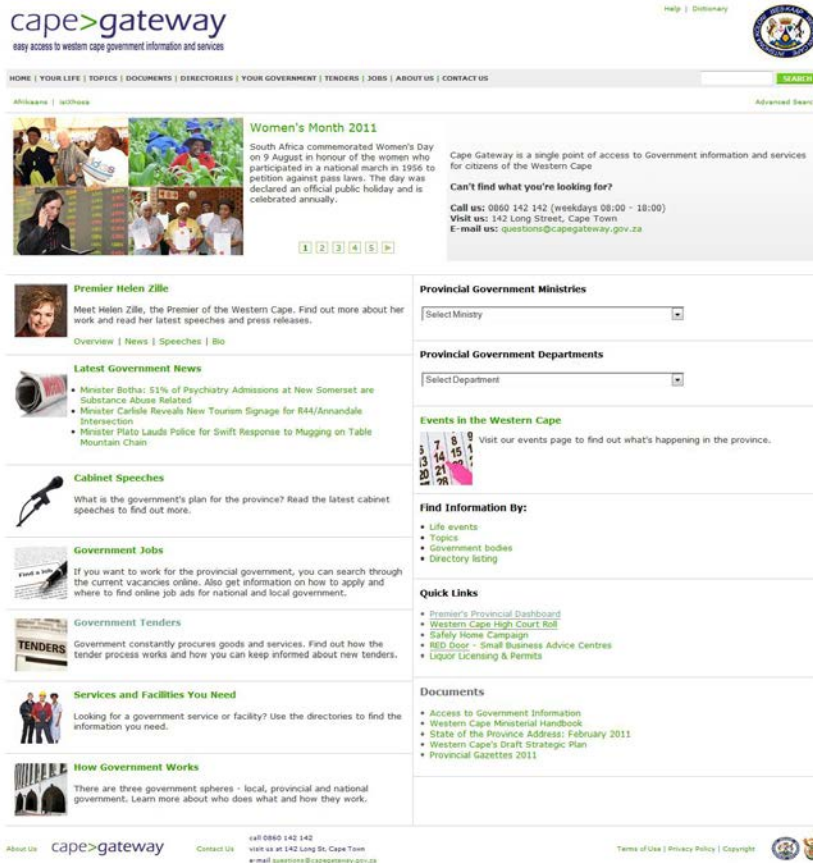 Help | Dictionary
cape>gateway
easy access to western cape government information and services
HOME | YOUR LIFE | TOPICS | DOCUMENTS | DIRECTORIES | YOUR GOVERNMENT | TENDERS | JOBS | ABOUT US | CONTACT US
SEARCH
Afrikaans | isiXhosa
Advanced Search
Women's Month 2011
South Africa commemorated Women's Day
on 9 August in honour of the women who
participated in a national march in 1956 to
petition against pass laws. The day was
declared an official public holiday and is
celebrated annually.
1 2 3 4 5 >
Cape Gateway is a single point of access to Government information and services
for citizens of the Western Cape
Can't find what you're looking for?
Call us: 0860 142 142 (weekdays 08:00 - 18:00)
Visit us: 142 Long Street, Cape Town
E-mail us: questions@capegateway.gov.za
Premier Helen Zille
Meet Helen Zille, the Premier of the Western Cape. Find out more about her
work and read her latest speeches and press releases.
Overview | News | Speeches | Bio
Latest Government News
• Minister Botha: 51% of Psychiatry Admissions at New Somerset are
Substance Abuse Related
• Minister Carlisle Reveals New Tourism Signage for R44/Annandale
Intersection
• Minister Plato Lauds Police for Swift Response to Mugging on Table
Mountain Chain
Cabinet Speeches
What is the government's plan for the province? Read the latest cabinet
speeches to find out more.
Find a job
Government Jobs
If you want to work for the provincial government, you can search through
the current vacancies online. Also get information on how to apply and
where to find online job ads for national and local government.
TENDERS
Government Tenders
Government constantly procures goods and services. Find out how the
tender process works and how you can keep informed about new tenders.
Services and Facilities You Need
Looking for a government service or facility? Use the directories to find the
information you need.
How Government Works
There are three government spheres - local, provincial and national
government. Learn more about who does what and how they work.
Provincial Government Ministries
Select Ministry
Provincial Government Departments
Select Department
Events in the Western Cape
7 8
13 14 15
20 21
28
Visit our events page to find out what's happening in the province.
Find Information By:
• Life events
• Topics
• Government bodies
• Directory listing
Quick Links
• Premier's Provincial Dashboard
• Western Cape High Court Roll
• Safely Home Campaign
• RED Door - Small Business Advice Centres
• Liquor Licensing & Permits
Documents
• Access to Government Information
• Western Cape Ministerial Handbook
• State of the Province Address: February 2011
• Western Cape's Draft Strategic Plan
• Provincial Gazettes 2011
About Us
cape>gateway
Contact Us
call 0860 142 142
visit us at 142 Long St, Cape Town
e-mail questions@capegateway.gov.za
Terms of Use | Privacy Policy | Copyright